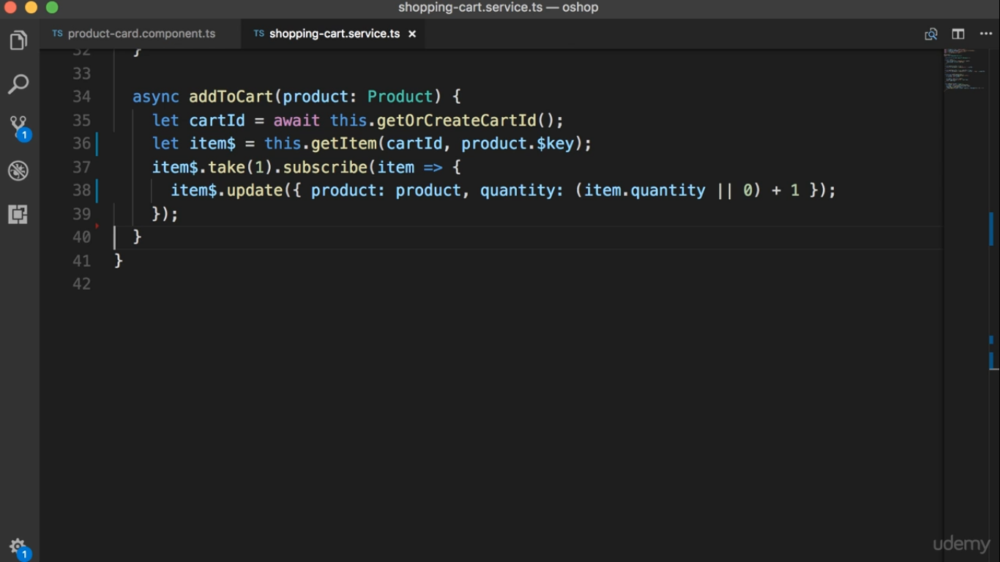 shopping-cart.service.ts — oshop
TS product-card.component.ts TS shopping-cart.service.ts ×
32 }
33
34 async addToCart(product: Product) {
35 let cartId = await this.getOrCreateCartId();
36 let item$ = this.getItem(cartId, product.$key);
37 item$.take(1).subscribe(item => {
38 item$.update({ product: product, quantity: (item.quantity || 0) + 1 });
39 });
40 }
41 }
42
1
1
udemy